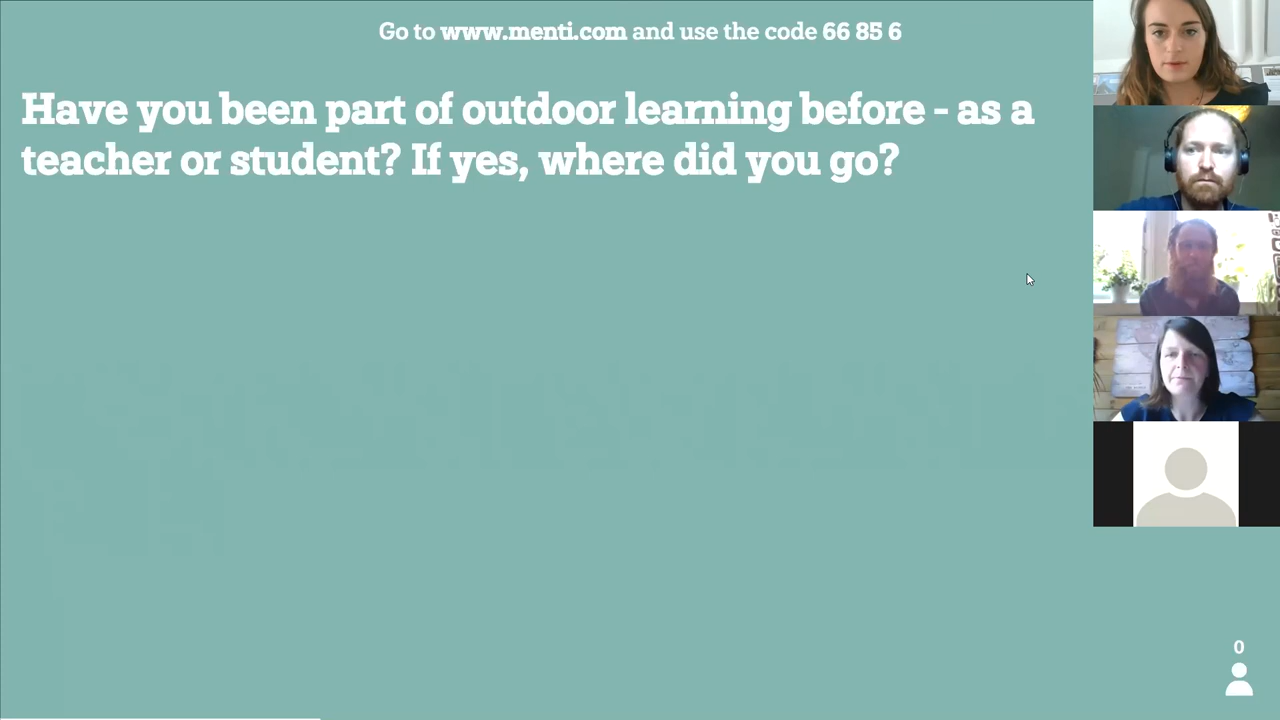 Go to www.menti.com and use the code 66 85 6
Have you been part of outdoor learning before - as a
teacher or student? If yes, where did you go?
0